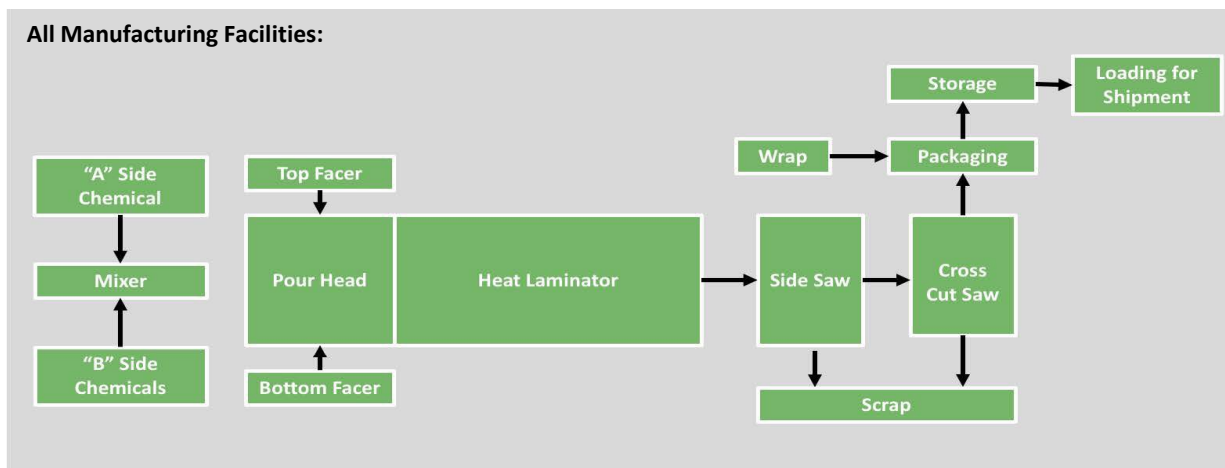 All Manufacturing Facilities:
Storage
Loading for
Shipment
Wrap
Packaging
“A” Side
Chemical
Top Facer
Mixer
Pour Head
Heat Laminator
Side Saw
Cross
Cut Saw
“B” Side
Chemicals
Bottom Facer
Scrap